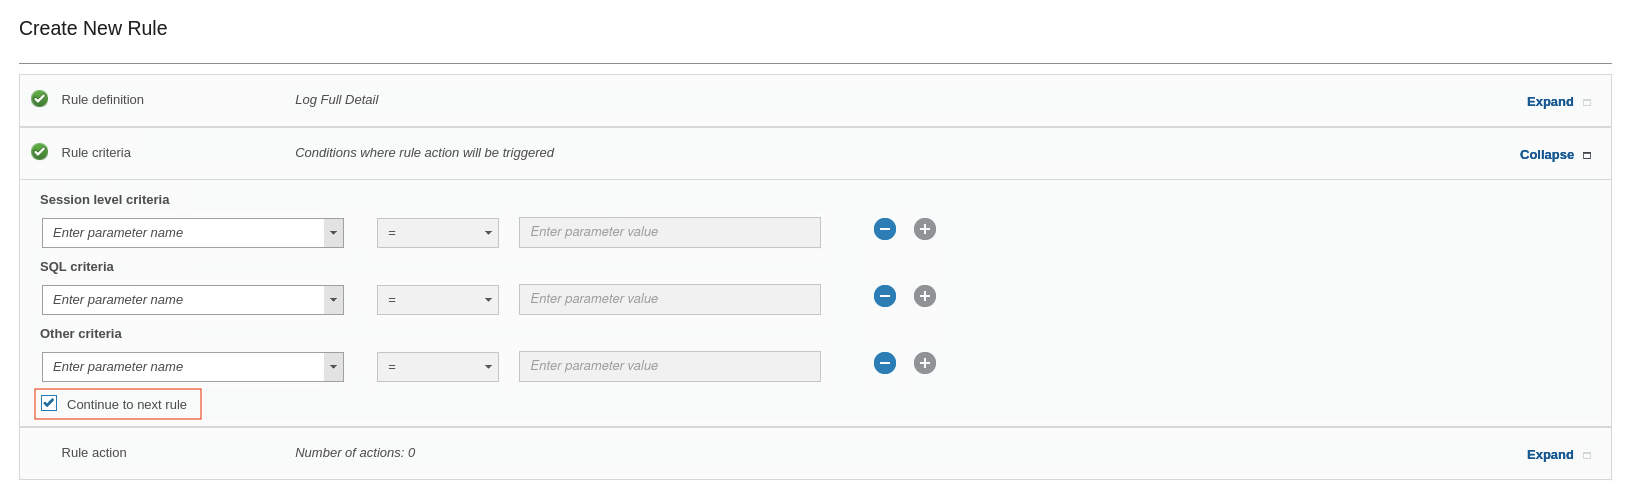 Create New Rule
Rule definition Log Full Detail Expand
Rule criteria Conditions where rule action will be triggered Collapse
Session level criteria
Enter parameter name = Enter parameter value
SQL criteria
Enter parameter name = Enter parameter value
Other criteria
Enter parameter name = Enter parameter value
Continue to next rule
Rule action Number of actions: 0 Expand